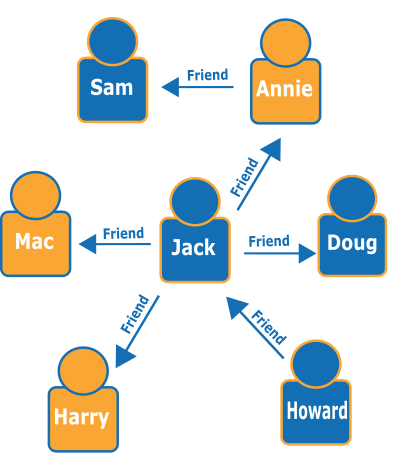 Friend
Sam
Annie
Friend
Mac
Friend
Jack
Friend
Doug
Friend
Friend
Harry
Howard